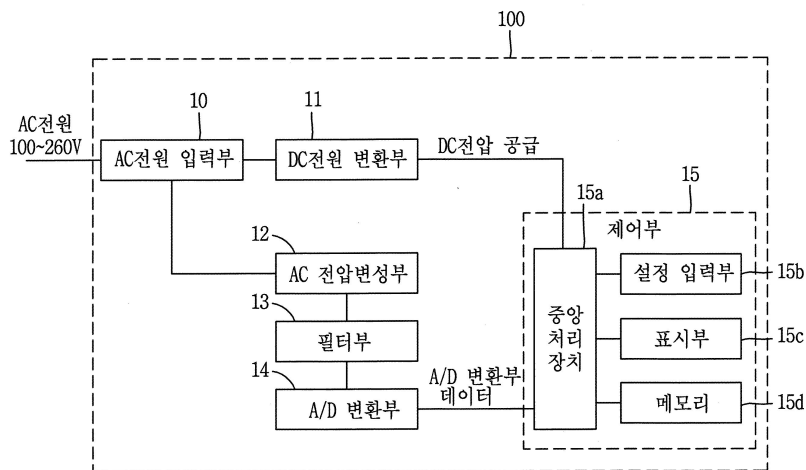 100
AC전원
100~260V
10
AC전원 입력부
11
DC전원 변환부
DC전압 공급
15
15a
제어부
12
AC 전압변성부
중앙
처리
장치
설정 입력부
15b
13
필터부
표시부
15c
14
A/D 변환부
A/D 변환부
데이터
메모리
15d